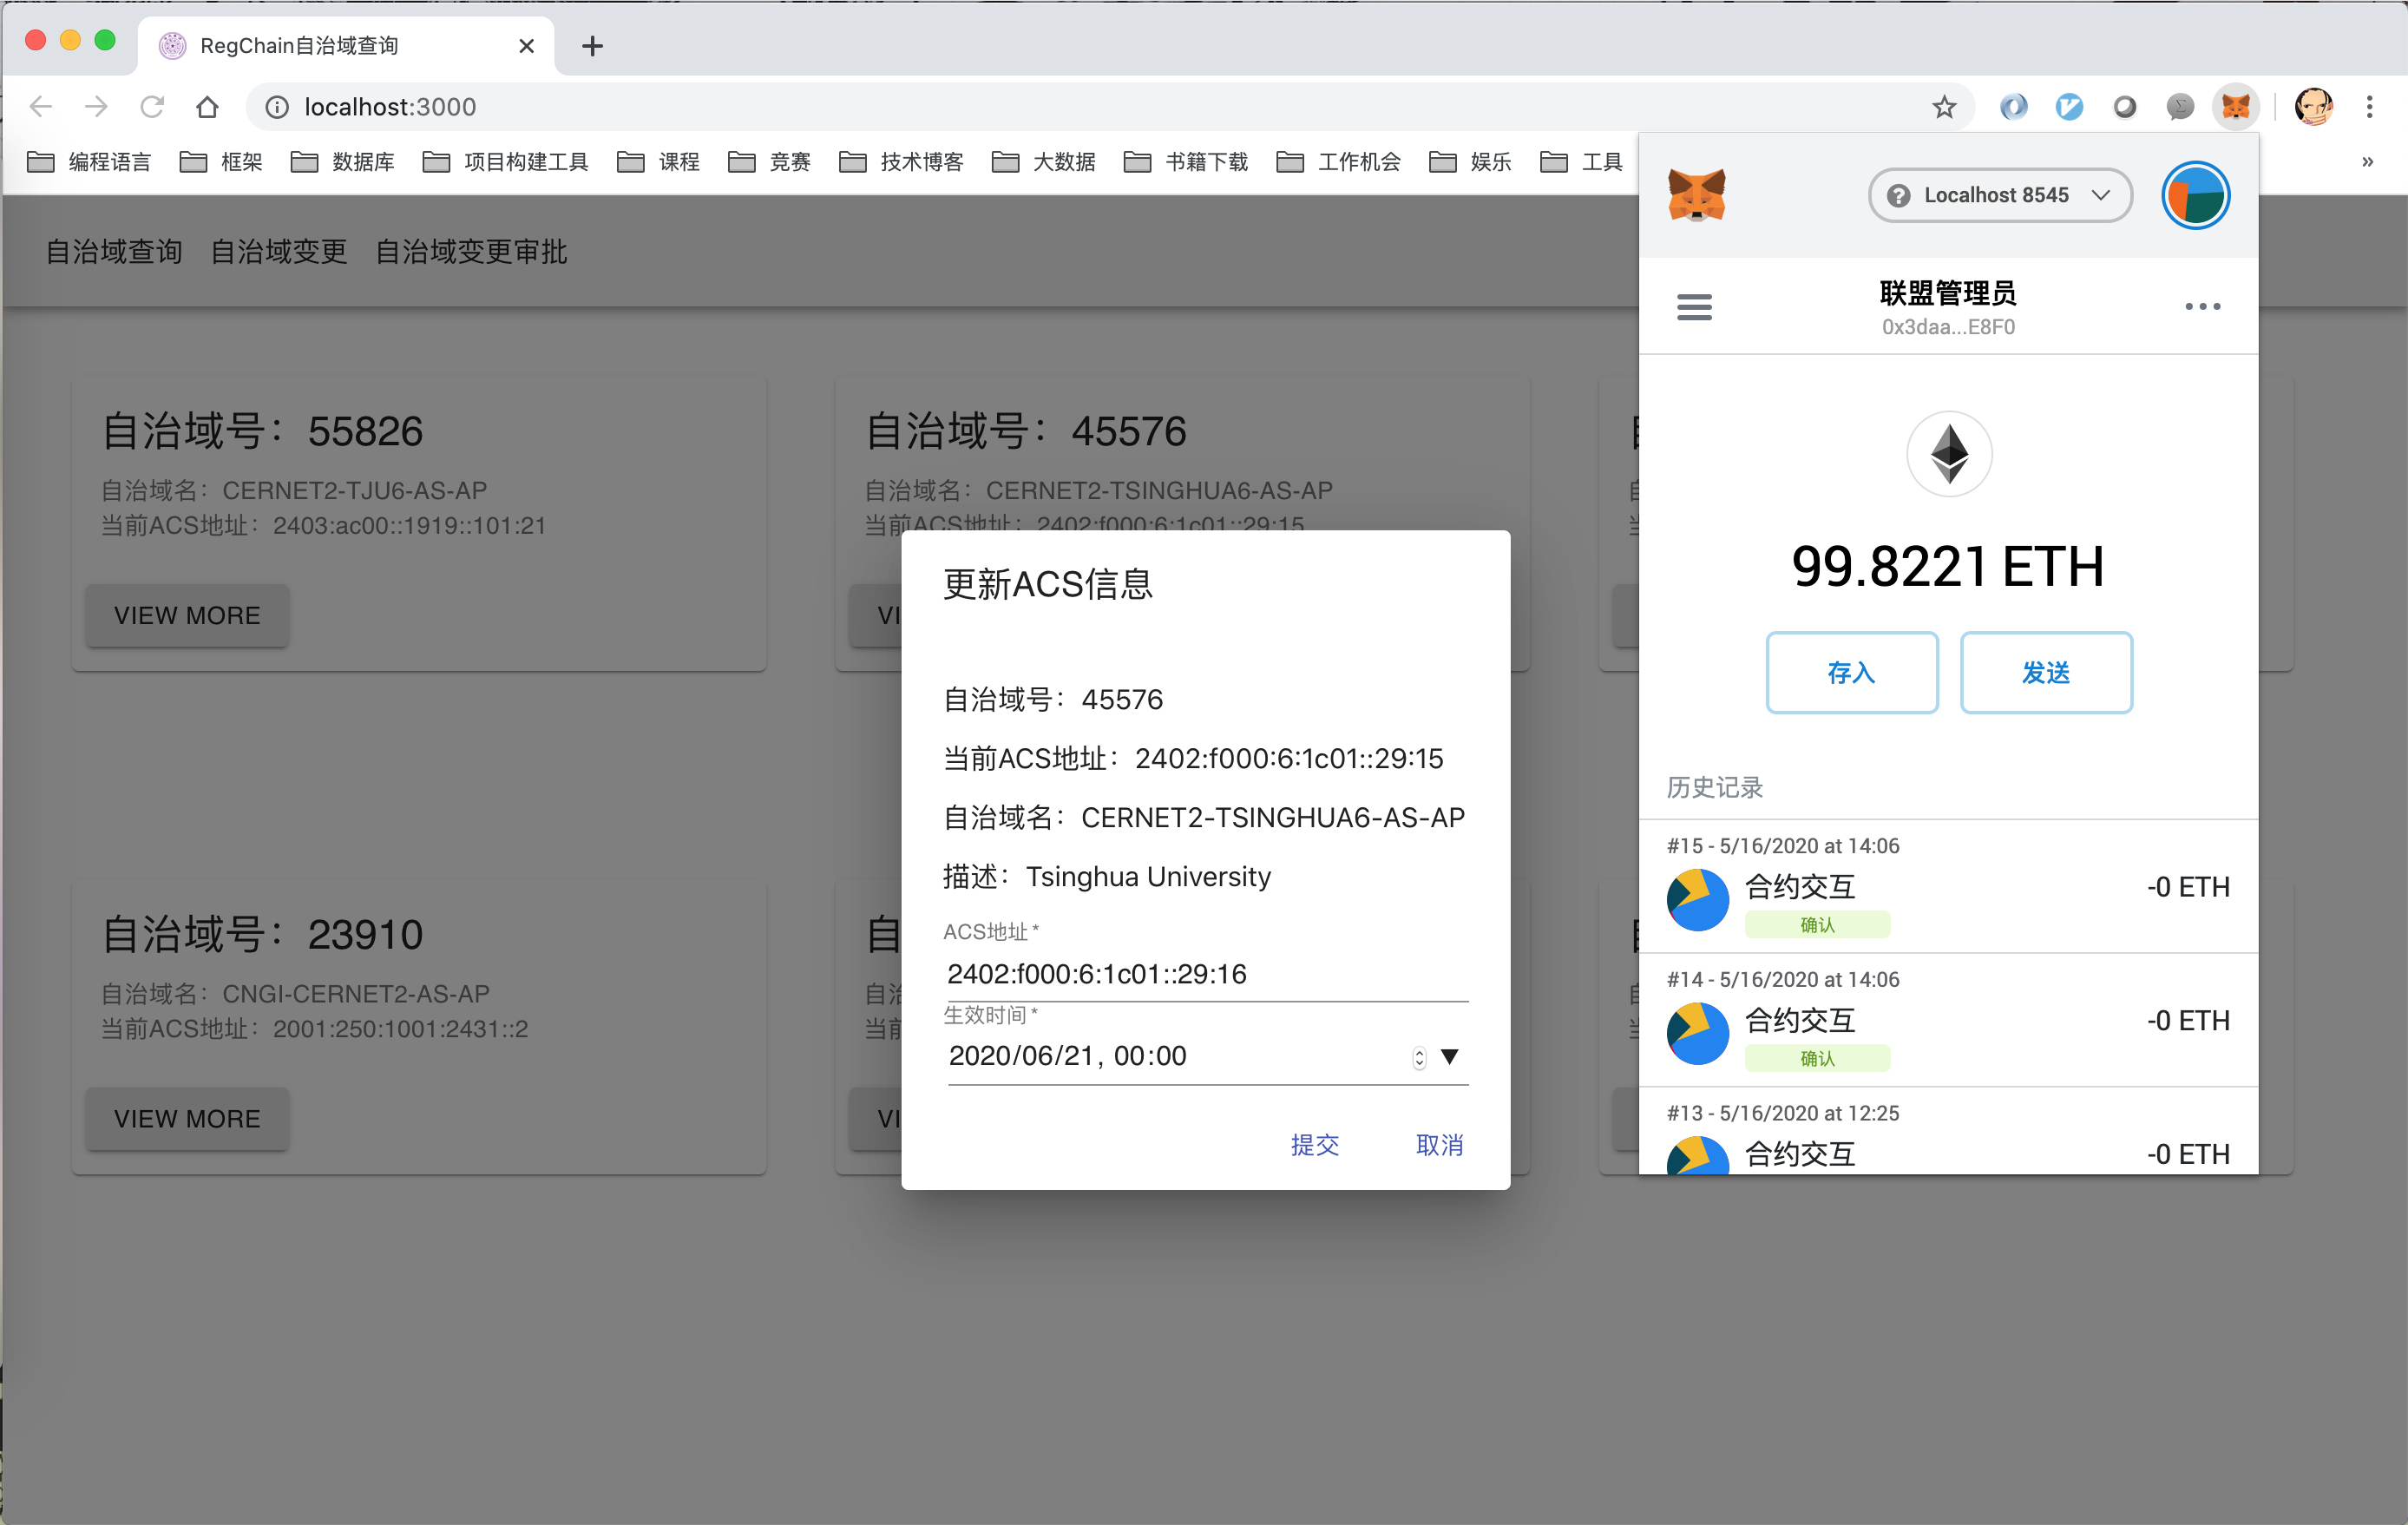 RegChain自治域查询
localhost:3000
编程语言 框架 数据库 项目构建工具 课程 竞赛 技术博客 大数据 书籍下载 工作机会 娱乐 工具 »
自治域查询 自治域变更 自治域变更审批
自治域号：55826
自治域名：CERNET2-TJU6-AS-AP
当前ACS地址：2403:ac00::1919::101:21
VIEW MORE
自治域号：45576
自治域名：CERNET2-TSINGHUA6-AS-AP
当前ACS地址：2402:f000:6:1c01::29:15
自治域号：23910
自治域名：CNGI-CERNET2-AS-AP
当前ACS地址：2001:250:1001:2431::2
VIEW MORE
更新ACS信息
自治域号：45576
当前ACS地址：2402:f000:6:1c01::29:15
自治域名：CERNET2-TSINGHUA6-AS-AP
描述：Tsinghua University
ACS地址 *
2402:f000:6:1c01::29:16
生效时间 *
2020/06/21, 00:00
提交 取消
Localhost 8545
联盟管理员
0x3daa...E8F0
99.8221 ETH
存入 发送
历史记录
#15 - 5/16/2020 at 14:06
合约交互 -0 ETH
确认
#14 - 5/16/2020 at 14:06
合约交互 -0 ETH
确认
#13 - 5/16/2020 at 12:25
合约交互 -0 ETH